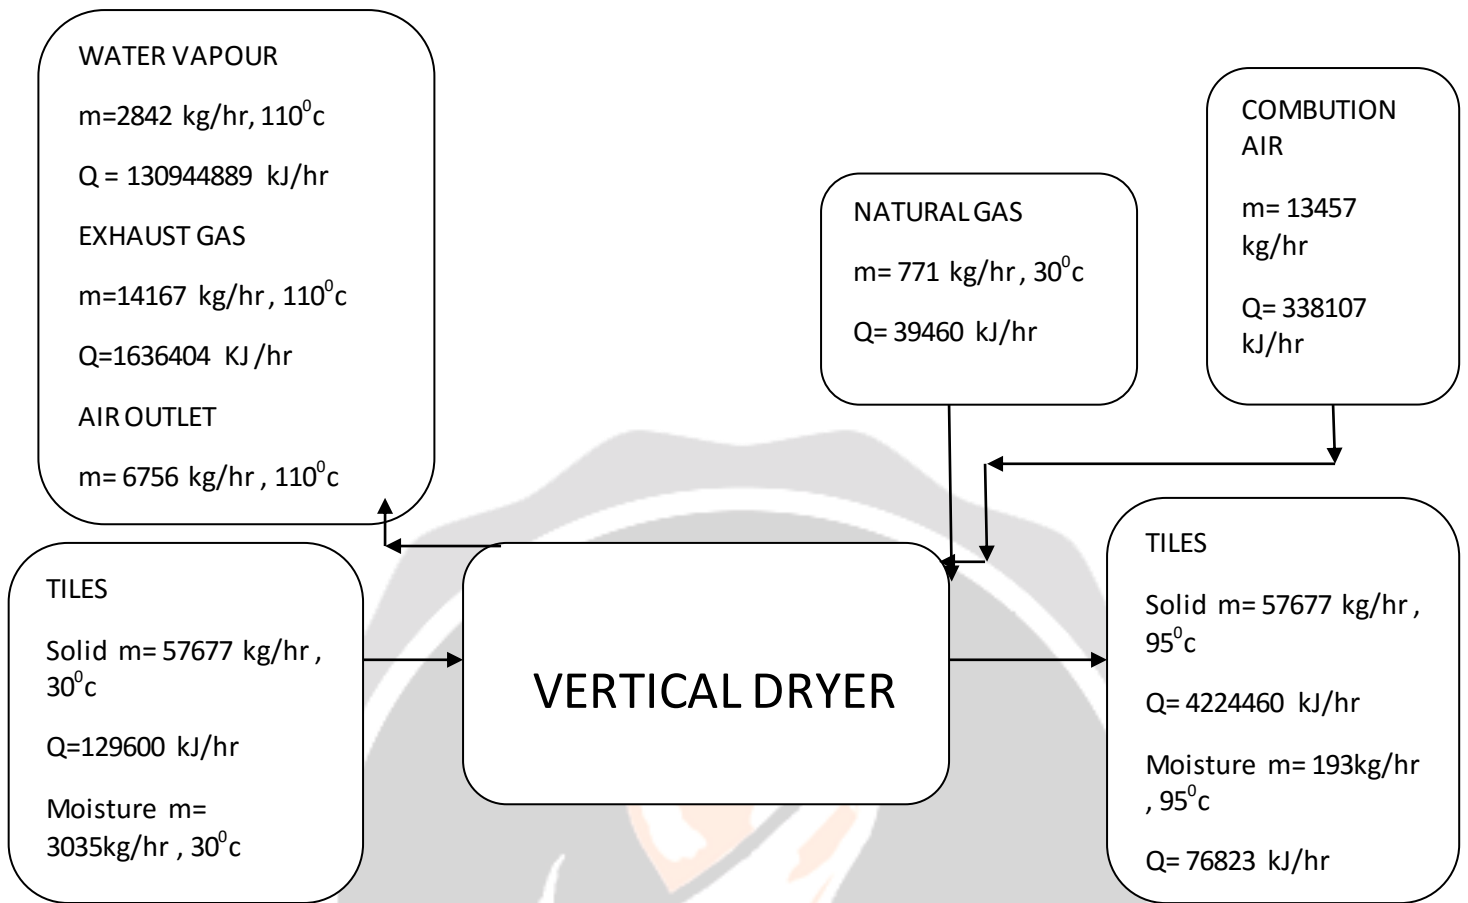 WATER VAPOUR
m=2842 kg/hr, 110⁰c
Q = 130944889 kJ/hr
EXHAUST GAS
m=14167 kg/hr , 110⁰c
Q=1636404 KJ /hr
AIR OUTLET
m= 6756 kg/hr , 110⁰c
COMBUTION
AIR
m= 13457
kg/hr
Q= 338107
kJ/hr
NATURAL GAS
m= 771 kg/hr , 30⁰c
Q= 39460 kJ/hr
TILES
Solid m= 57677 kg/hr ,
30⁰c
Q=129600 kJ/hr
Moisture m=
3035kg/hr , 30⁰c
VERTICAL DRYER
TILES
Solid m= 57677 kg/hr ,
95⁰c
Q= 4224460 kJ/hr
Moisture m= 193kg/hr
, 95⁰c
Q= 76823 kJ/hr